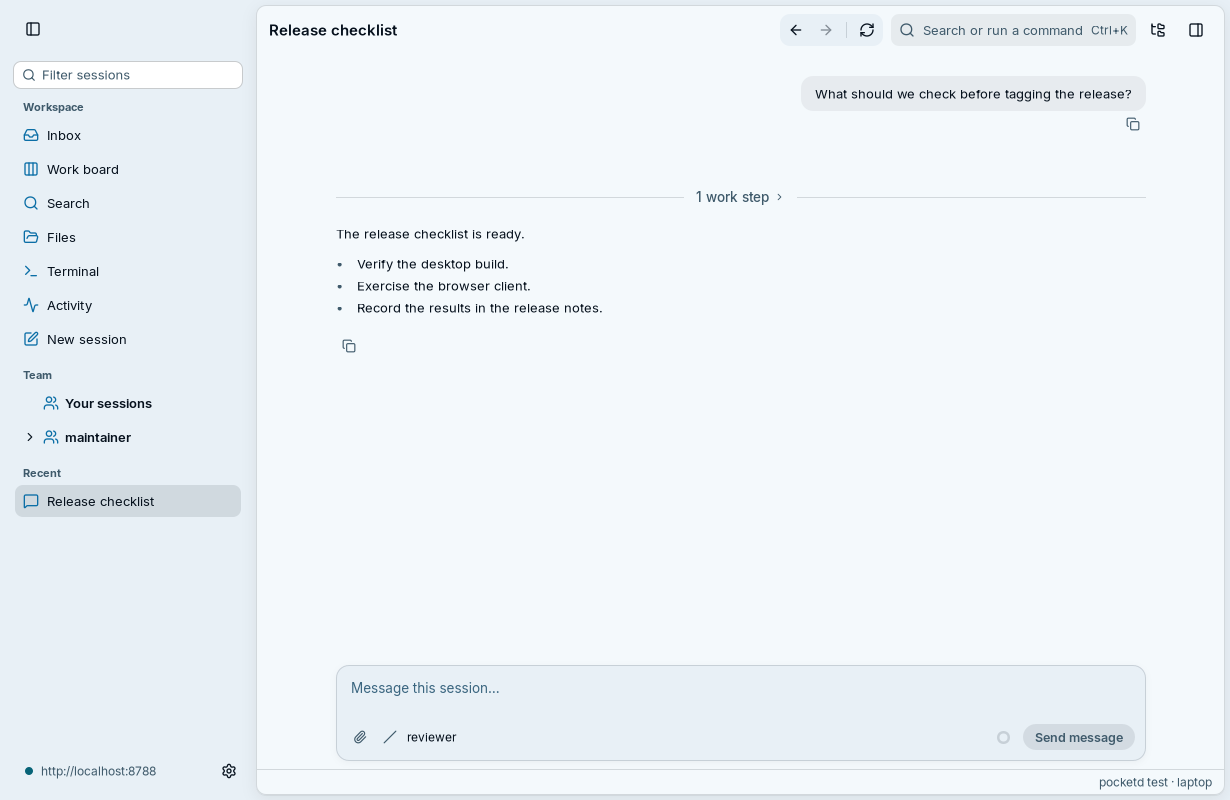 Release checklist
Search or run a command Ctrl+K
Filter sessions
Workspace
Inbox
Work board
Search
Files
Terminal
Activity
New session
Team
Your sessions
maintainer
Recent
Release checklist
http://localhost:8788
What should we check before tagging the release?
1 work step
The release checklist is ready.
• Verify the desktop build.
• Exercise the browser client.
• Record the results in the release notes.
Message this session...
reviewer
Send message
pocketd test · laptop